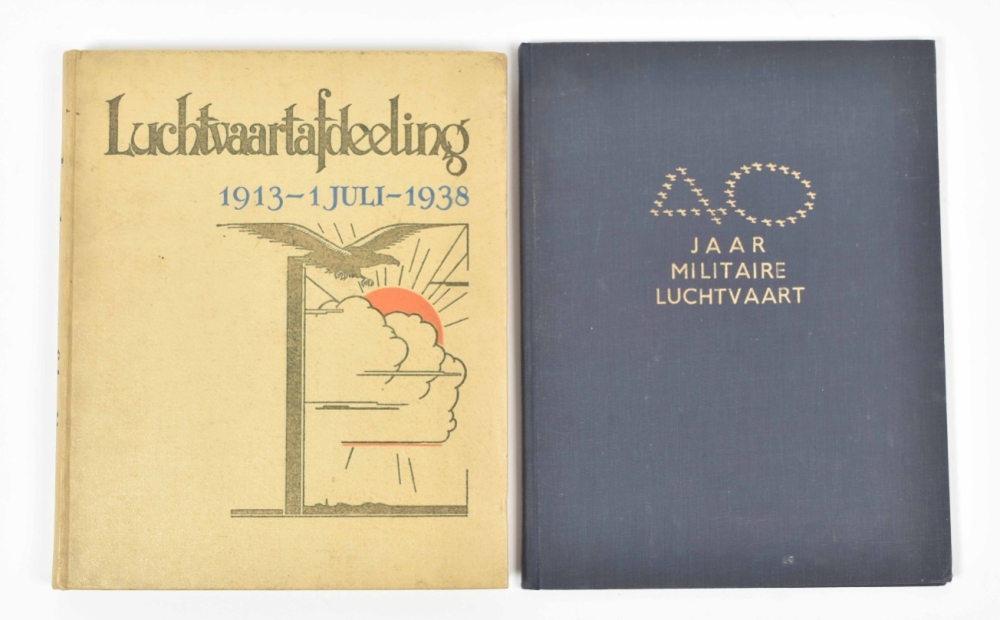 Luchtvaartafdeeling
1913-1 JULI-1938
40
JAAR
MILITAIRE
LUCHTVAART